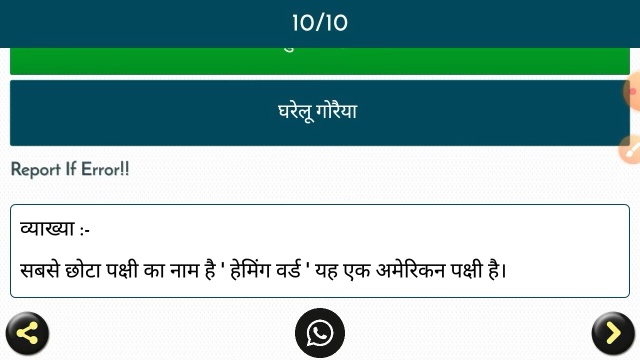 10/10
घरेलू गोरैया
Report If Error!!
व्याख्या :-
सबसे छोटा पक्षी का नाम है ' हेमिंग वर्ड ' यह एक अमेरिकन पक्षी है।